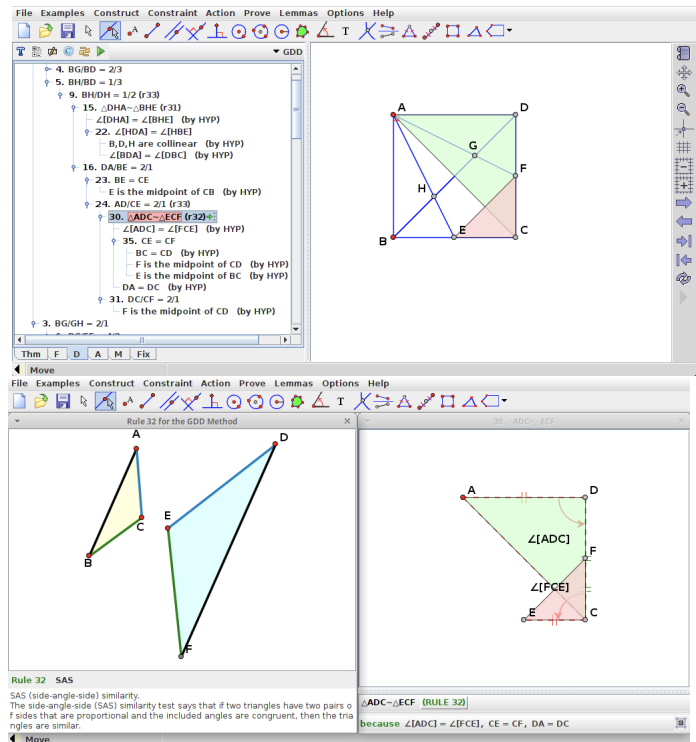 File Examples Construct Constraint Action Prove Lemmas Options Help
GDD
4. BG/BD = 2/3
5. BH/BD = 1/3
9. BH/DH = 1/2 (r33)
15. △DHA~△BHE (r31)
∠[DHA] = ∠[BHE] (by HYP)
22. ∠[HDA] = ∠[HBE]
B,D,H are collinear (by HYP)
∠[BDA] = ∠[DBC] (by HYP)
16. DA/BE = 2/1
23. BE = CE
E is the midpoint of CB (by HYP)
24. AD/CE = 2/1 (r33)
30. △ADC~△ECF (r32)
∠[ADC] = ∠[FCE] (by HYP)
35. CE = CF
BC = CD (by HYP)
F is the midpoint of CD (by HYP)
E is the midpoint of BC (by HYP)
DA = DC (by HYP)
31. DC/CF = 2/1
F is the midpoint of CD (by HYP)
3. BG/GH = 2/1
Thm F D A M Fix
Move
A D
G
F
H
B E C
File Examples Construct Constraint Action Prove Lemmas Options Help
Rule 32 for the GDD Method
A
D
E
C
B
F
Rule 32 SAS
SAS (side-angle-side) similarity.
The side-angle-side (SAS) similarity test says that if two triangles have two pairs o
f sides that are proportional and the included angles are congruent, then the tria
ngles are similar.
A D
∠[ADC]
F
∠[FCE]
E C
△ADC~△ECF (RULE 32)
because ∠[ADC] = ∠[FCE], CE = CF, DA = DC
Move